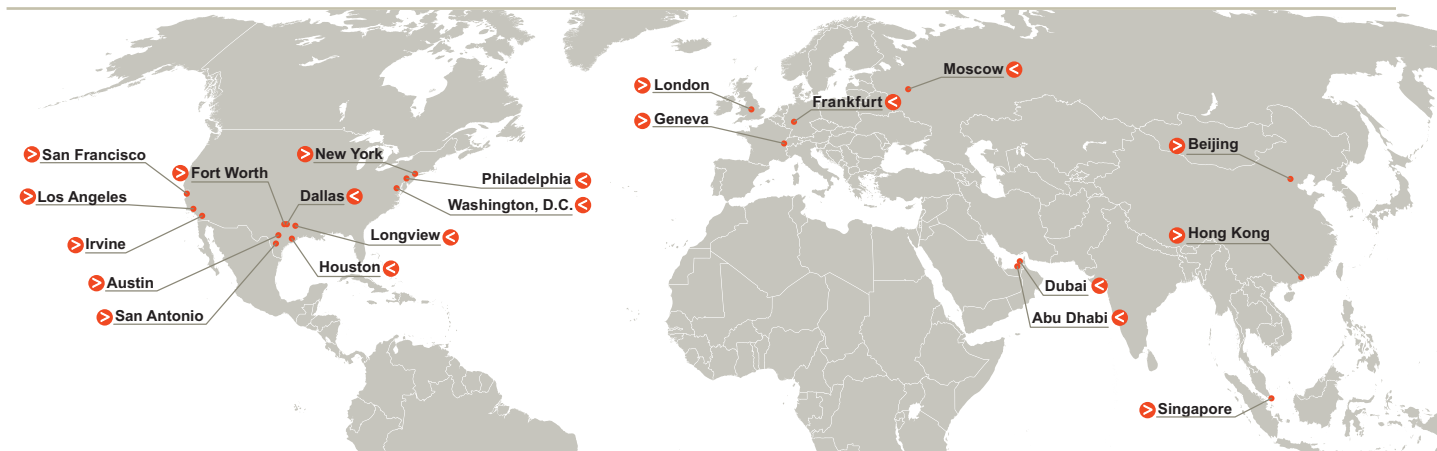 Moscow
London
Frankfurt
Geneva
Beijing
San Francisco
New York
Fort Worth
Philadelphia
Dallas
Los Angeles
Washington, D.C.
Longview
Hong Kong
Irvine
Houston
Austin
Dubai
San Antonio
Abu Dhabi
Singapore